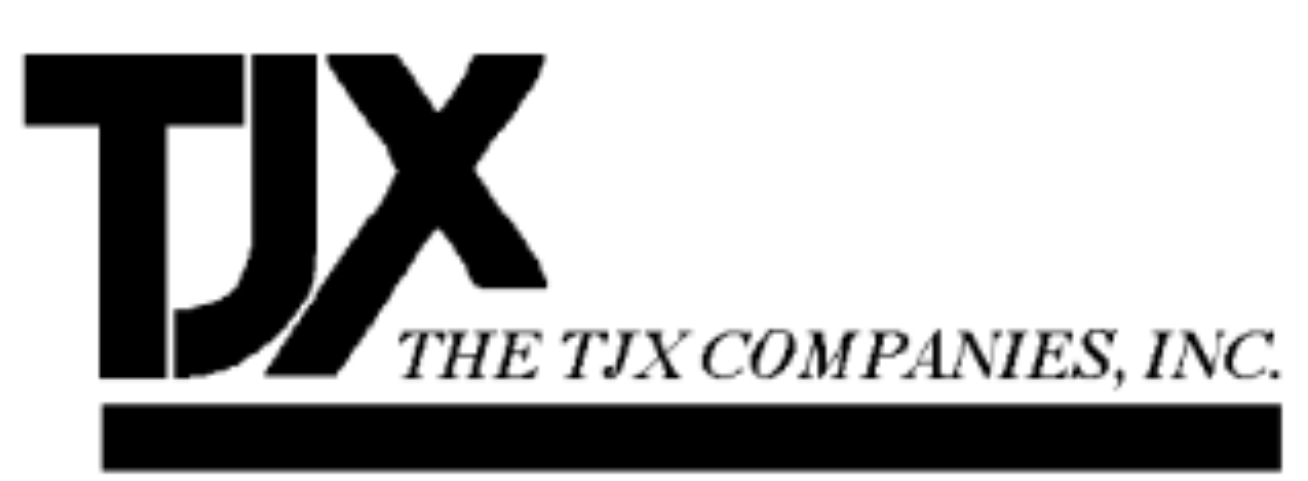 TJX
THE TJX COMPANIES, INC.